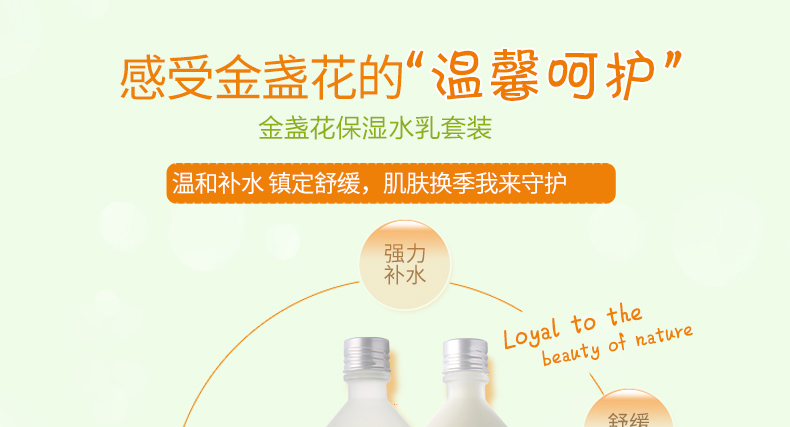 感受金盏花的“温馨呵护”
金盏花保湿水乳套装
温和补水 镇定舒缓，肌肤换季我来守护
强力
补水
Loyal to the
beauty of nature
舒缓